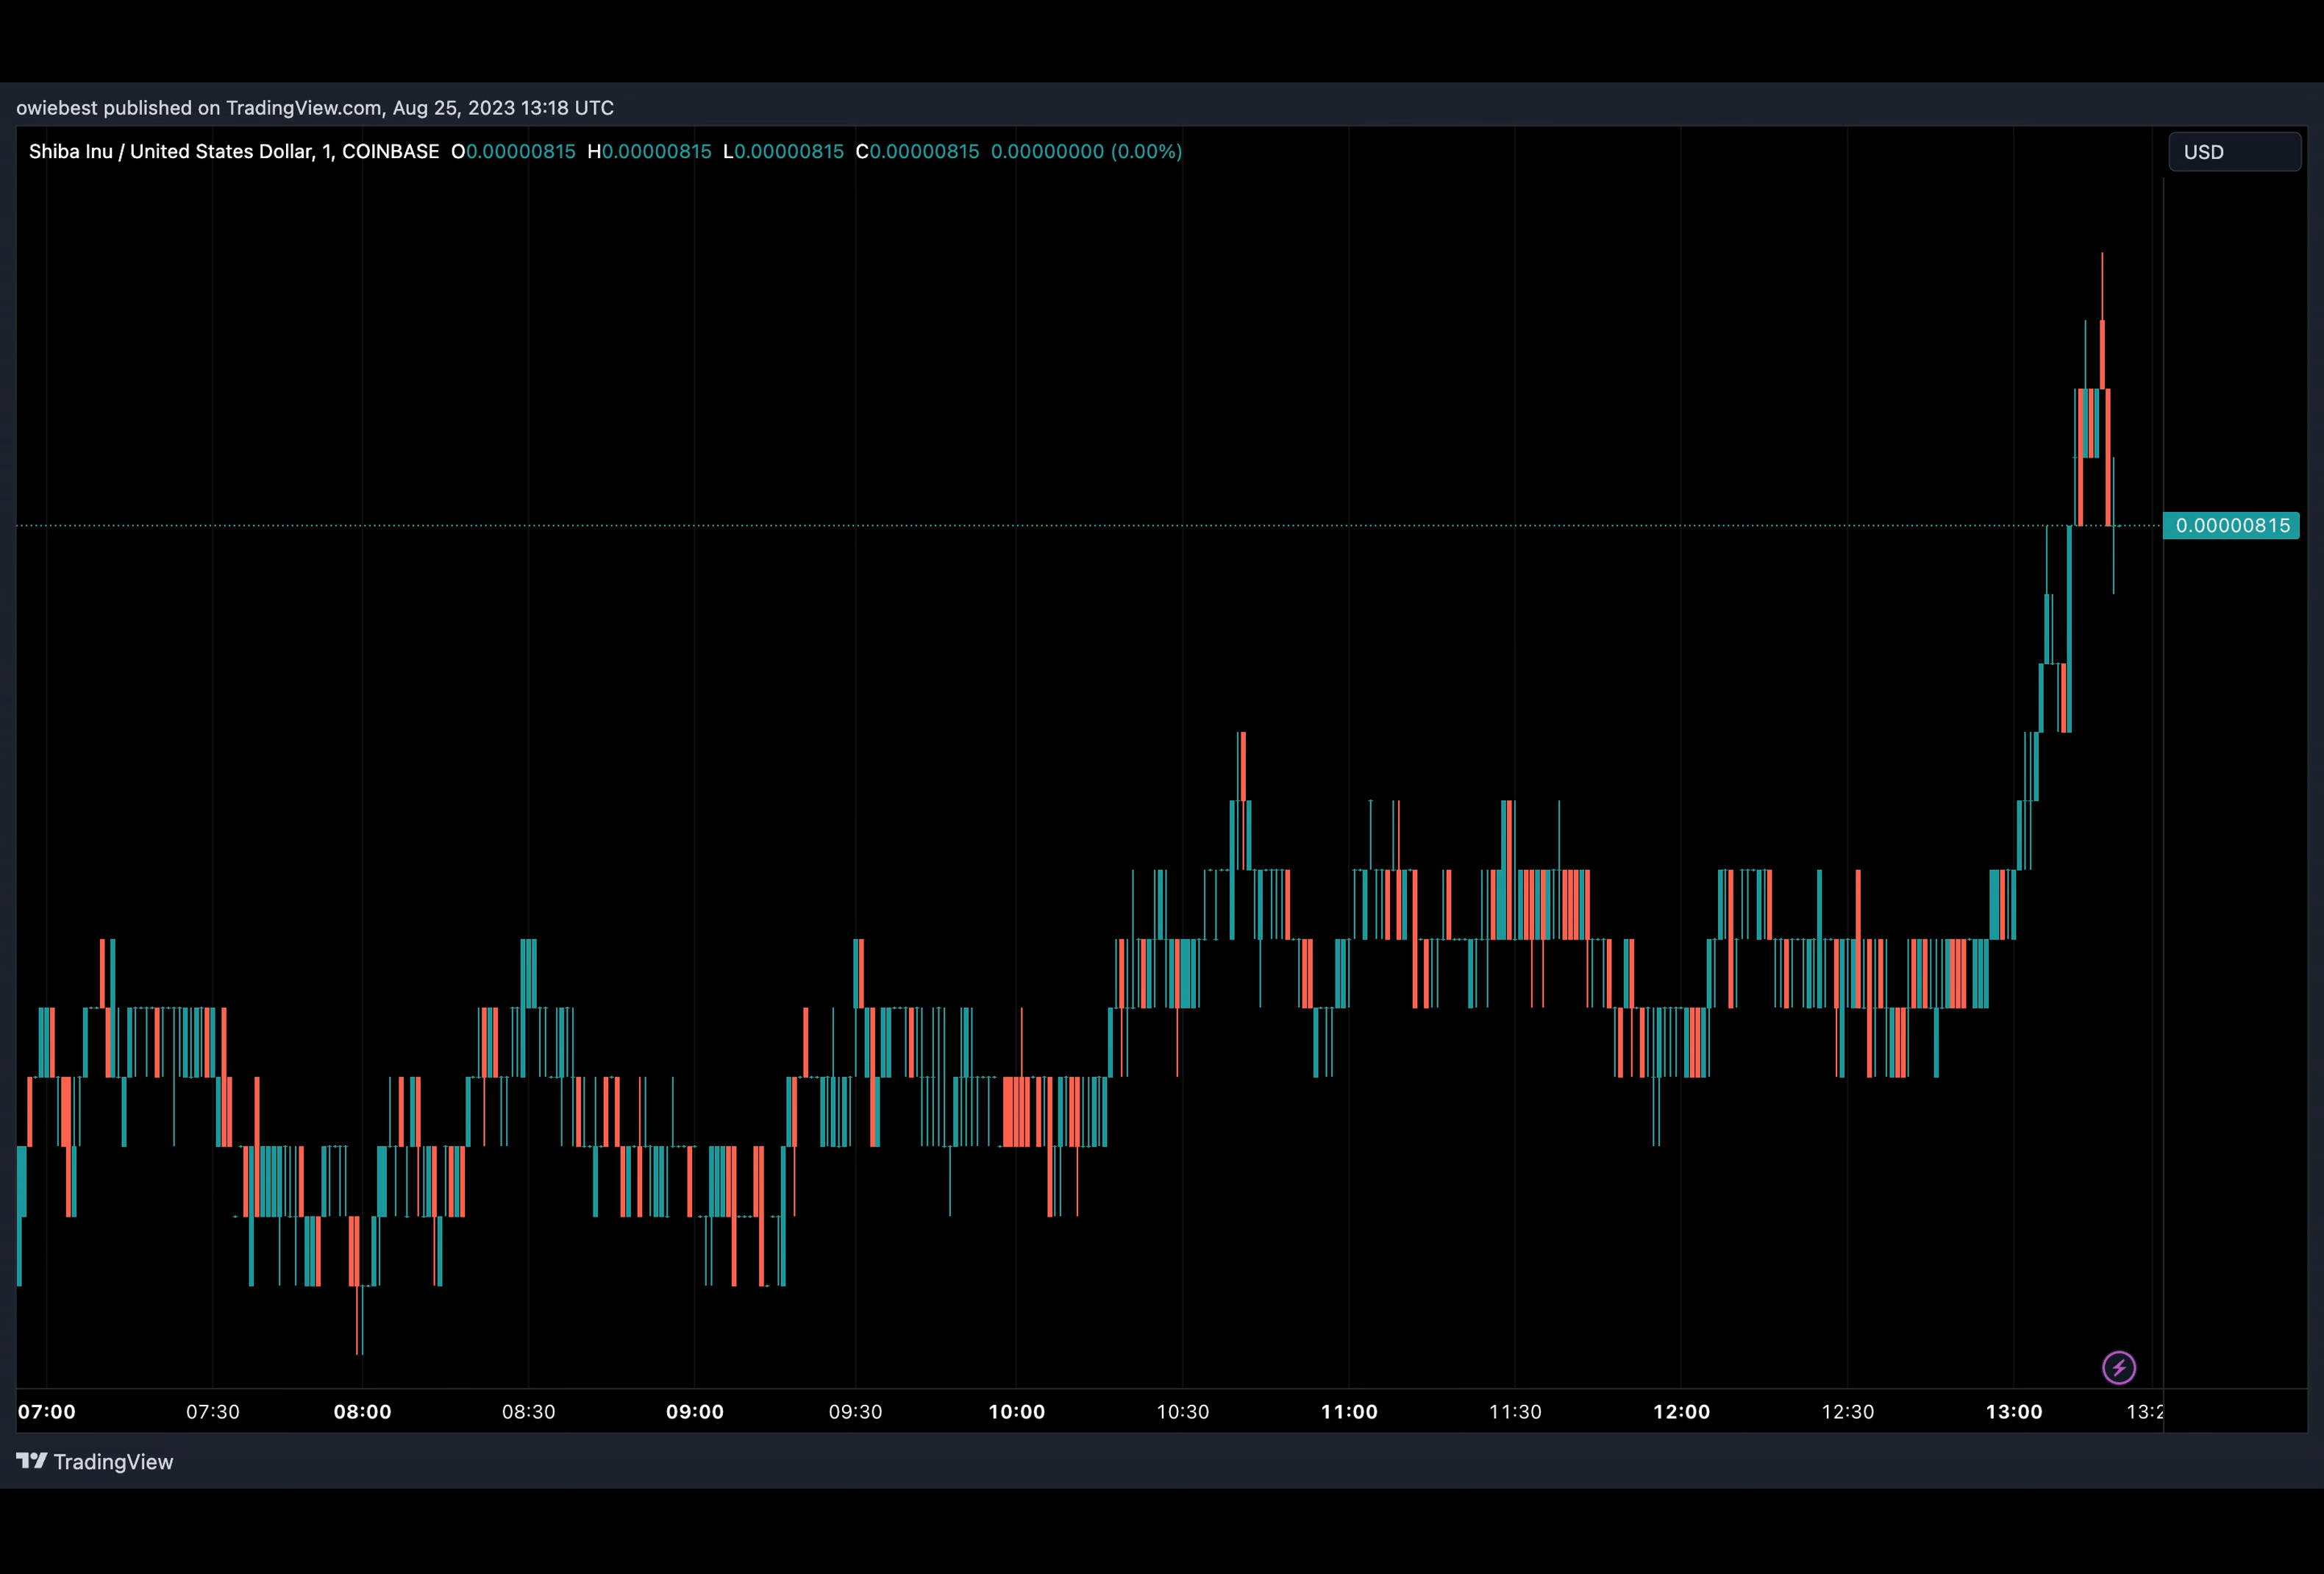 owiebest published on TradingView.com, Aug 25, 2023 13:18 UTC
Shiba Inu / United States Dollar, 1, COINBASE O0.00000815 H0.00000815 L0.00000815 C0.00000815 0.00000000 (0.00%)
USD
0.00000815
07:00 07:30 08:00 08:30 09:00 09:30 10:00 10:30 11:00 11:30 12:00 12:30 13:00
TradingView